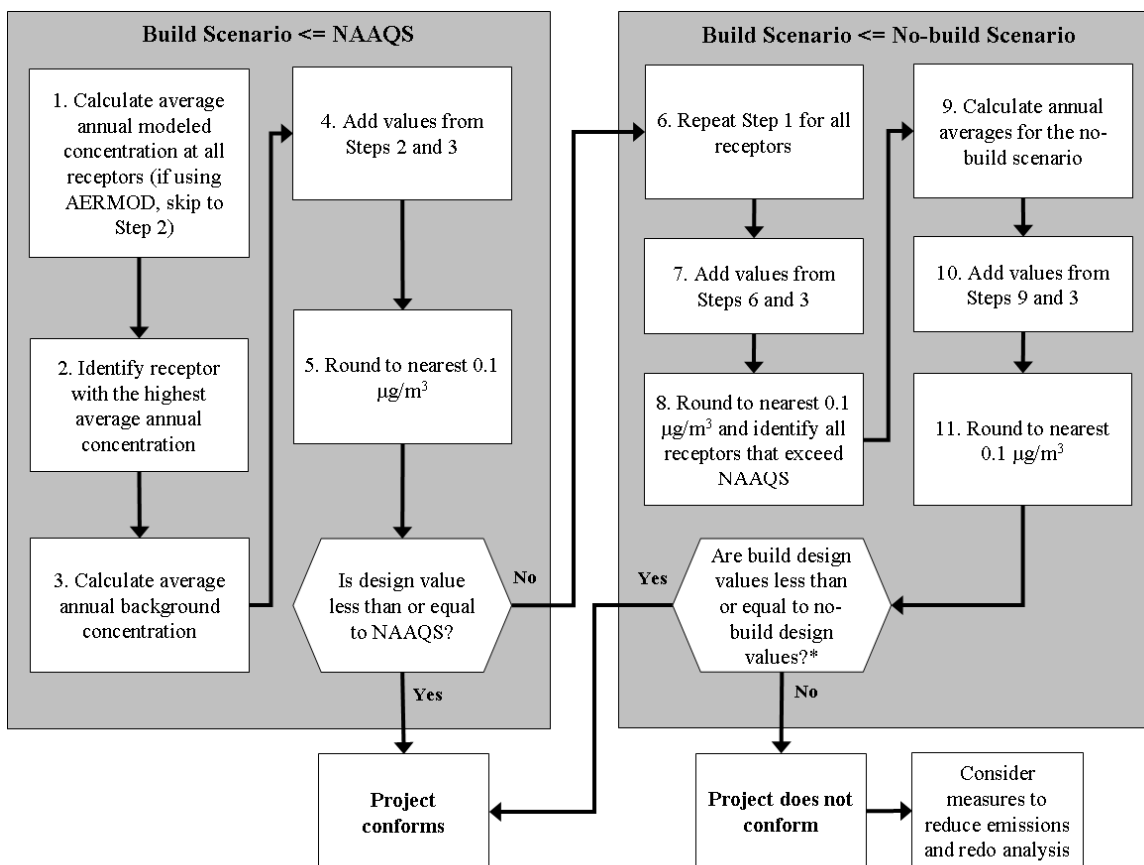 Build Scenario <= NAAQS
1. Calculate average
annual modeled
concentration at all
receptors (if using
AERMOD, skip to
Step 2)
2. Identify receptor
with the highest
average annual
concentration
3. Calculate average
annual background
concentration
4. Add values from
Steps 2 and 3
5. Round to nearest 0.1
µg/m³
Is design value
less than or equal
to NAAQS?
No
Yes
Build Scenario <= No-build Scenario
6. Repeat Step 1 for all
receptors
7. Add values from
Steps 6 and 3
8. Round to nearest 0.1
µg/m³ and identify all
receptors that exceed
NAAQS
9. Calculate annual
averages for the no-
build scenario
10. Add values from
Steps 9 and 3
11. Round to nearest
0.1 µg/m³
Are build design
values less than
or equal to no-
build design
values?*
Yes
No
Project
conforms
Project does not
conform
Consider
measures to
reduce emissions
and redo analysis